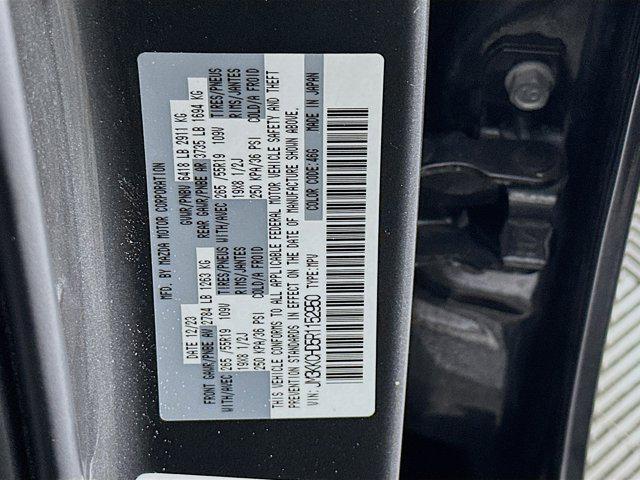 MFD. BY MAZDA MOTOR CORPORATION
DATE 12/23 GVWR/PNBV 6418 LB 2911 KG
FRONT GAWR/PNBE AV 2784 LB 1263 KG REAR GAWR/PNBE AR 3735 LB 1694 KG
WITH/AVEC TIRES/PNEUS WITH/AVEC TIRES/PNEUS
265 /55R19 109V RIMS/JANTES 265 /55R19 109V RIMS/JANTES
19X8 1/2J COLD/A FROID 19X8 1/2J COLD/A FROID
250 KPA/36 PSI 250 KPA/36 PSI
THIS VEHICLE CONFORMS TO ALL APPLICABLE FEDERAL MOTOR VEHICLE SAFETY AND THEFT
PREVENTION STANDARDS IN EFFECT ON THE DATE OF MANUFACTURE SHOWN ABOVE.
VIN: JM3KKCHD5R1152950 TYPE:MPV COLOR CODE:46G MADE IN JAPAN